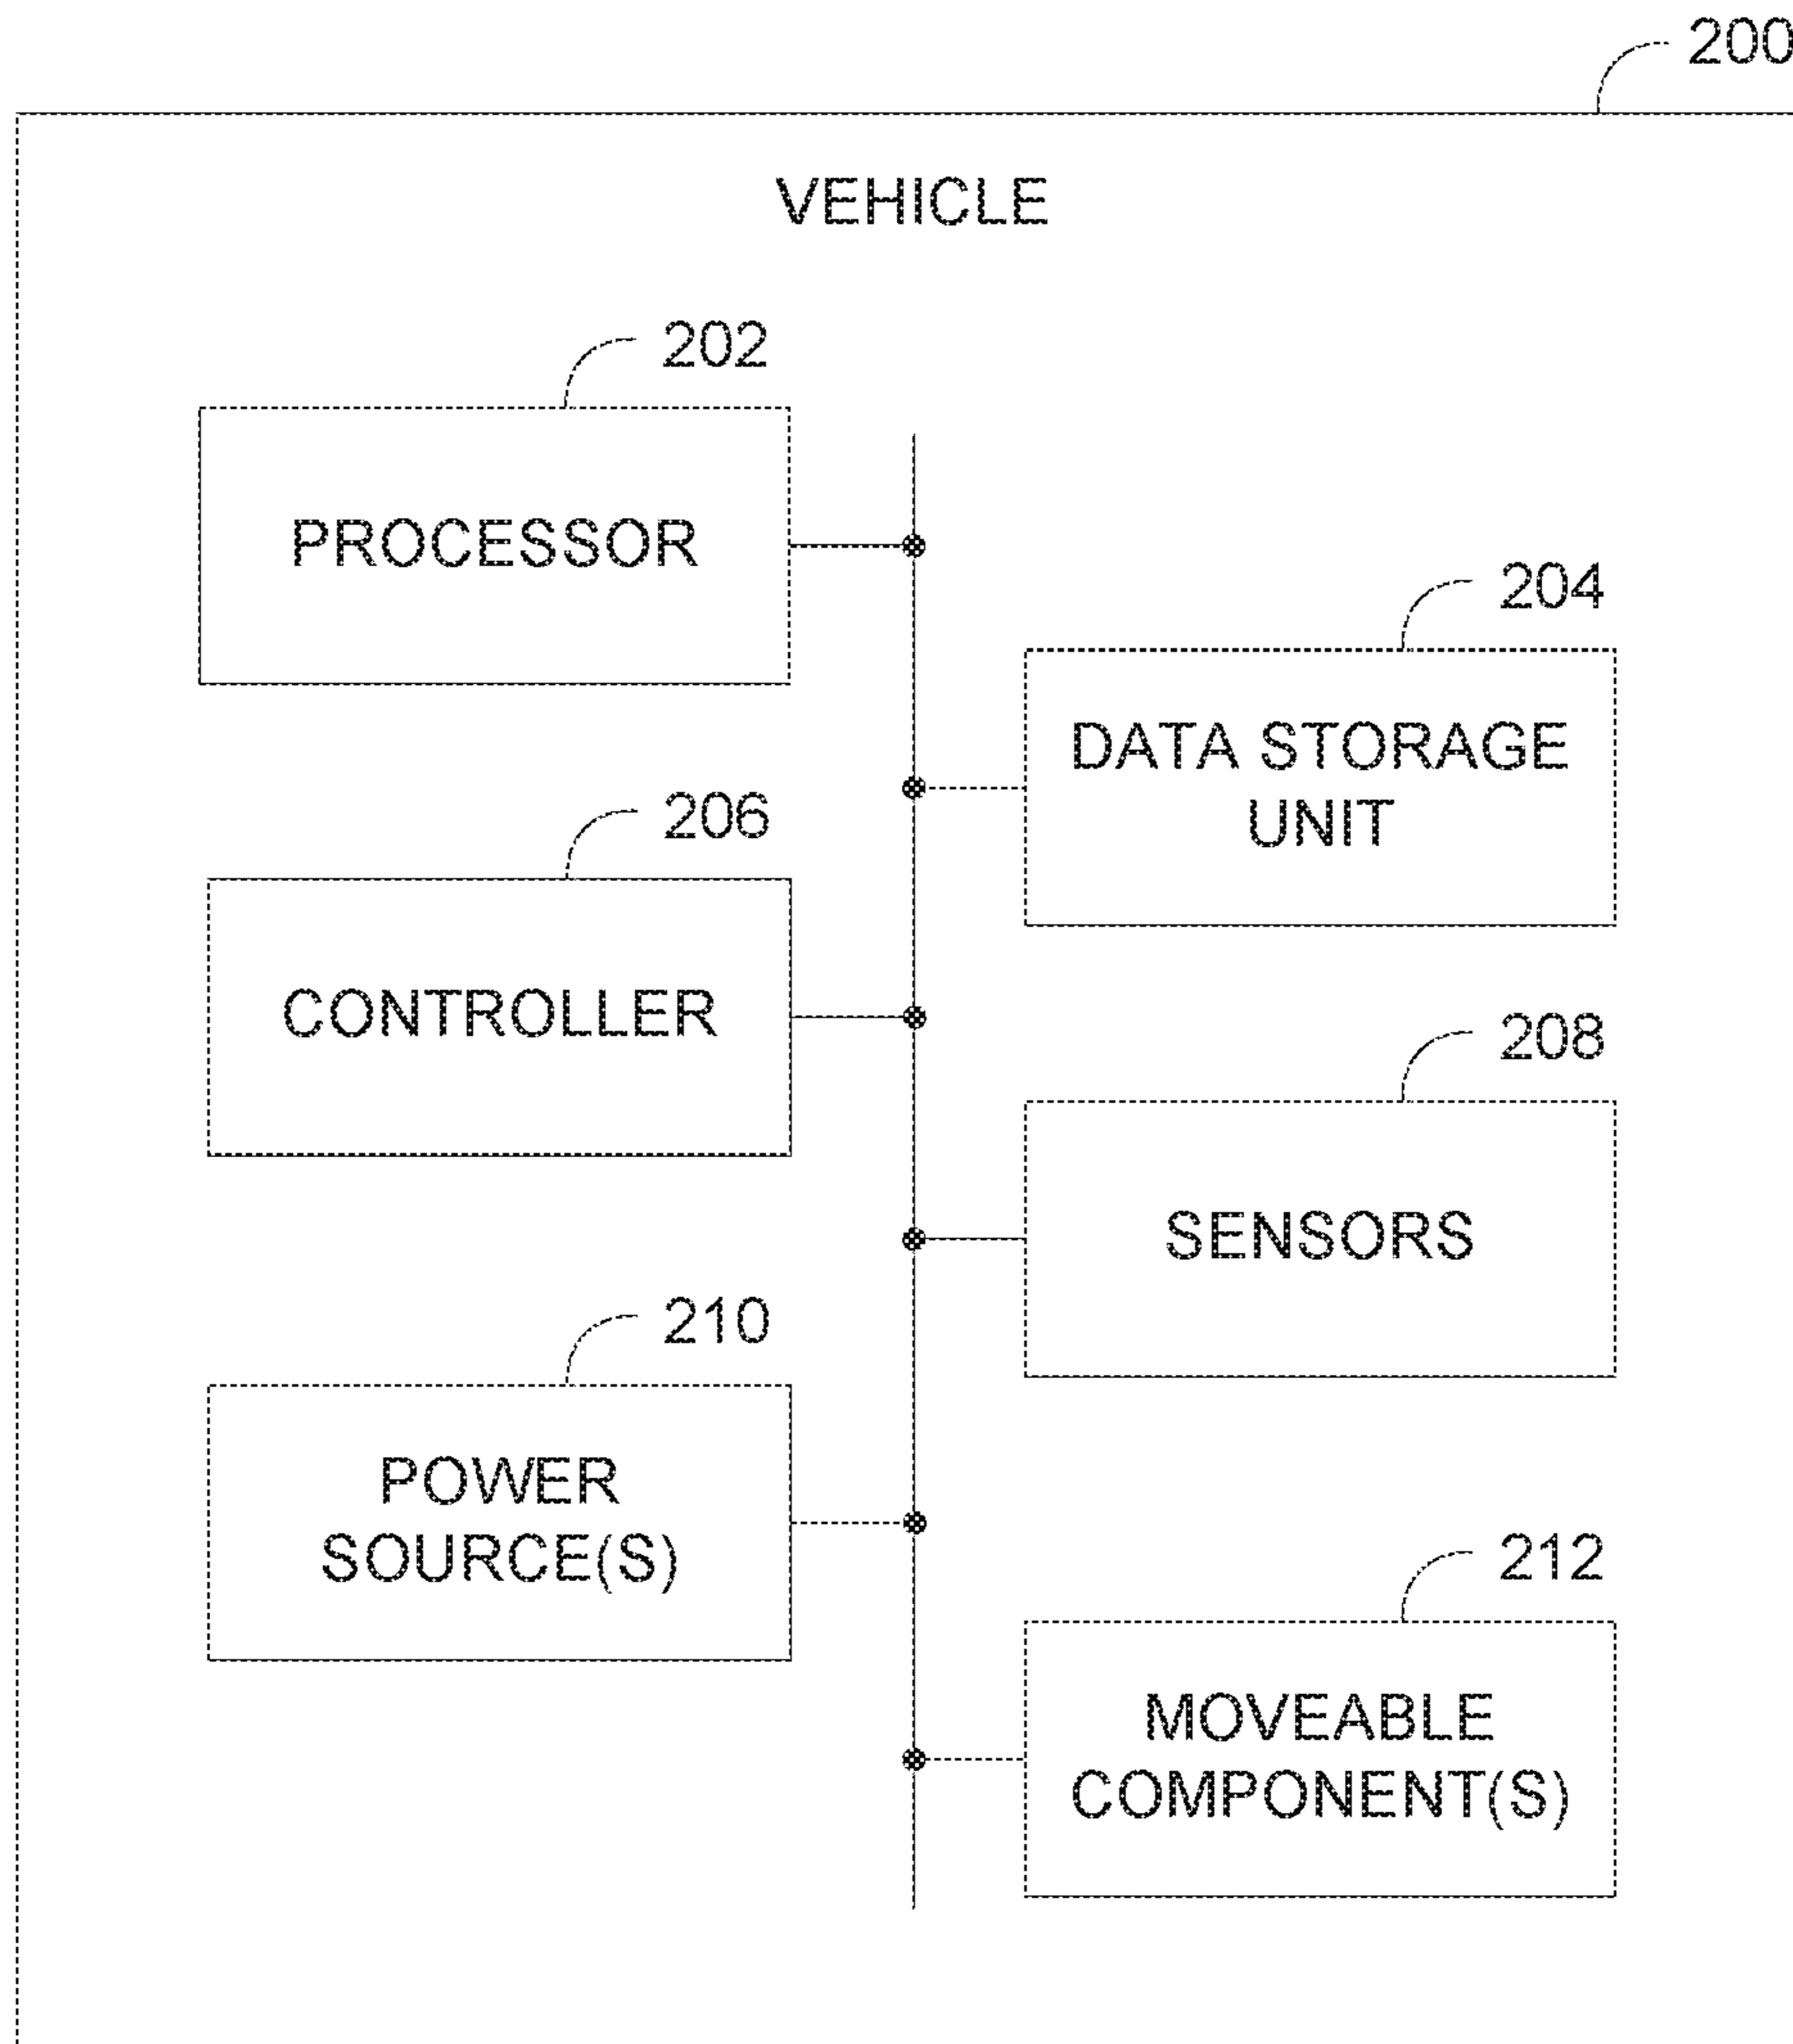 200
VEHICLE
202
PROCESSOR
204
DATA STORAGE
UNIT
206
CONTROLLER
208
SENSORS
210
POWER
SOURCE(S)
212
MOVEABLE
COMPONENT(S)